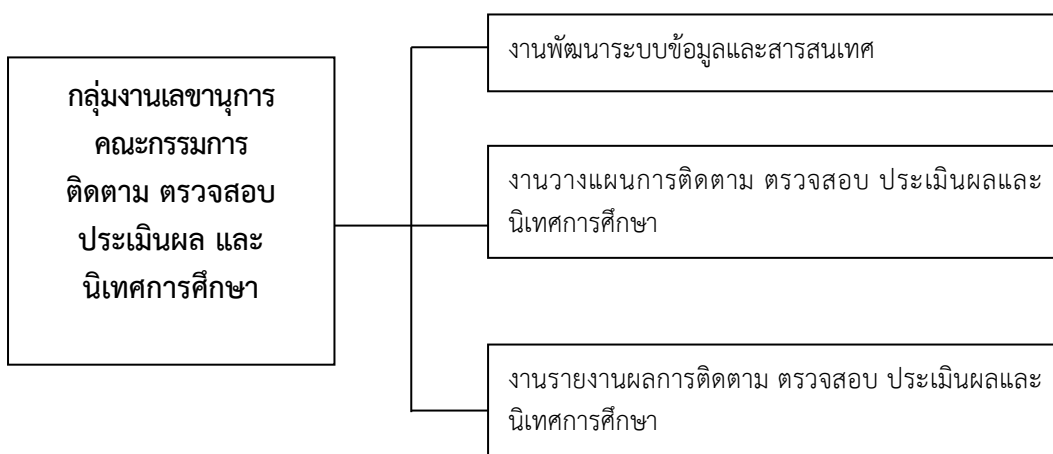 กลุ่มงานเลขานุการ
คณะกรรมการ
ติดตาม ตรวจสอบ
ประเมินผล และ
นิเทศการศึกษา
งานพัฒนาระบบข้อมูลและสารสนเทศ
งานวางแผนการติดตาม ตรวจสอบ ประเมินผลและ
นิเทศการศึกษา
งานรายงานผลการติดตาม ตรวจสอบ ประเมินผลและ
นิเทศการศึกษา